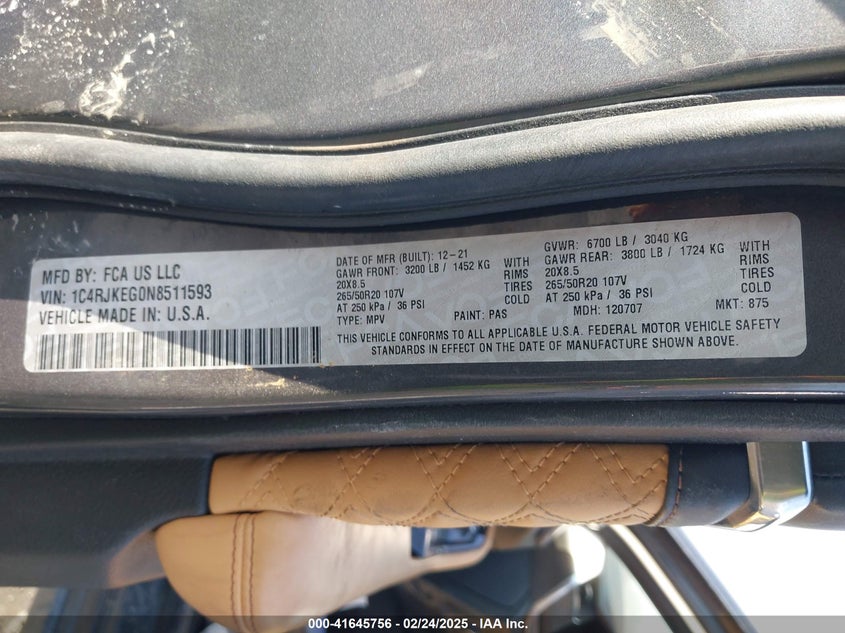 MFD BY: FCA US LLC
VIN: 1C4RJKEG0N8511593
VEHICLE MADE IN: U.S.A.
DATE OF MFR (BUILT): 12-21
GAWR FRONT: 3200 LB / 1452 KG WITH
20X8.5 RIMS
265/50R20 107V TIRES
AT 250 kPa / 36 PSI COLD
TYPE: MPV PAINT: PAS
GVWR: 6700 LB / 3040 KG
GAWR REAR: 3800 LB / 1724 KG WITH
20X8.5 RIMS
265/50R20 107V TIRES
AT 250 kPa / 36 PSI COLD
MDH: 120707 MKT: 875
THIS VEHICLE CONFORMS TO ALL APPLICABLE U.S.A. FEDERAL MOTOR VEHICLE SAFETY
STANDARDS IN EFFECT ON THE DATE OF MANUFACTURE SHOWN ABOVE.
000-41645756 - 02/24/2025 - IAA Inc.